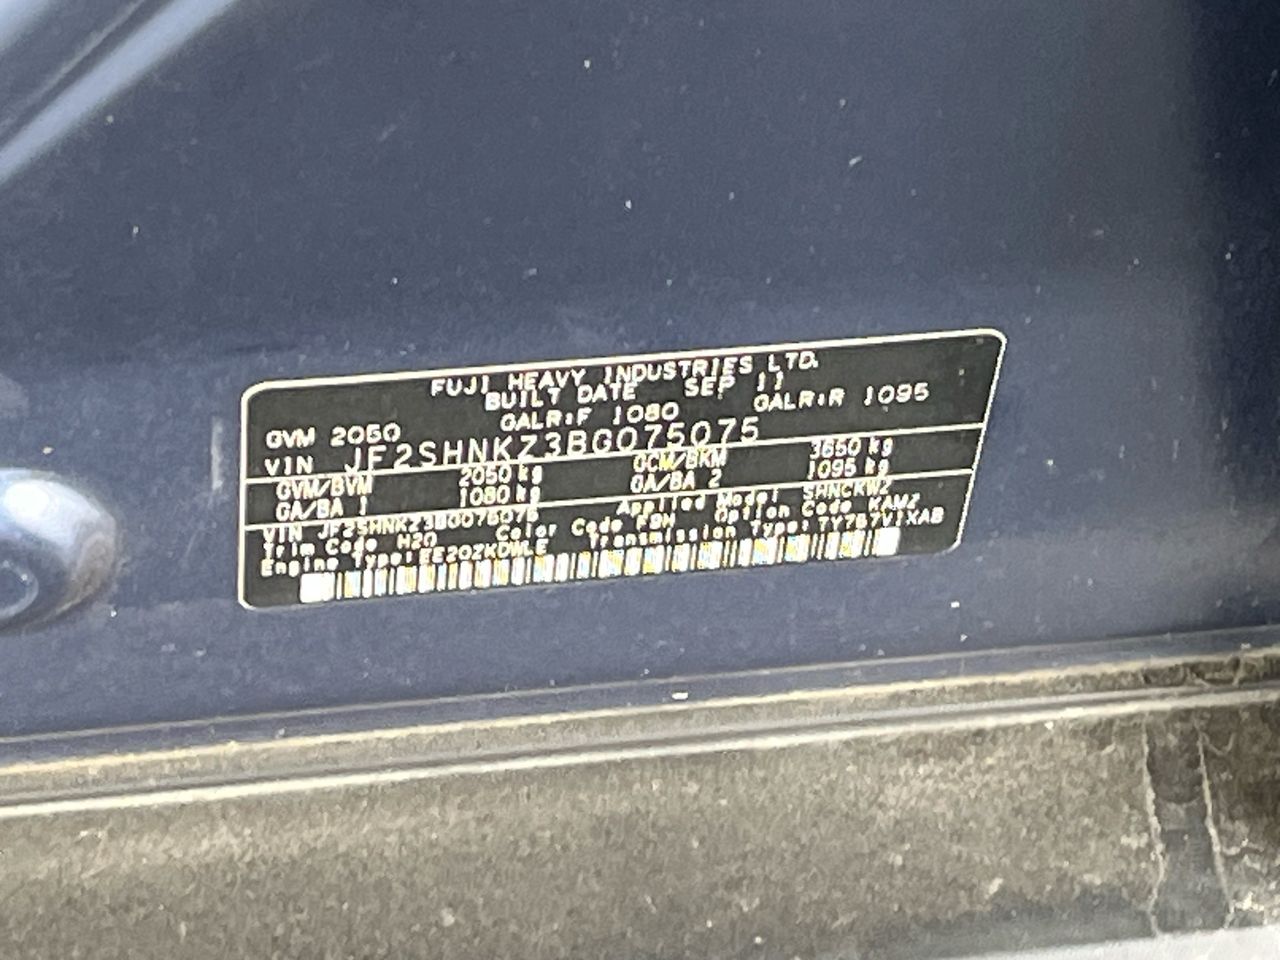 FUJI HEAVY INDUSTRIES LTD.
BUILT DATE SEP 11
GVM 2050 GALR:F 1080 GALR:R 1095
VIN JF2SHNKZ3BG075075
GVM/BVM 2050 kg GCM/BKM 3650 kg
GA/BA 1 1080 kg GA/BA 2 1095 kg
VIN JF2SHNKZ3BG075075 Applied Model SHNCKWZ
Trim Code H20 Color Code F9H Option Code KAMZ
Engine Type:EE20ZKDWLE Transmission Type:TY757V1XAB